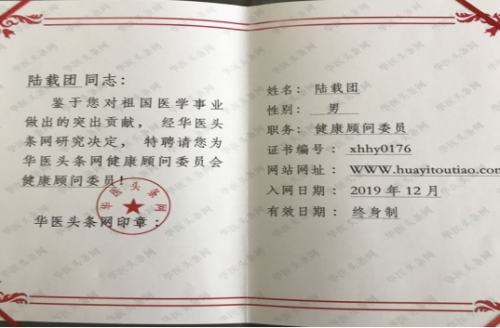 陆载团 同志：
鉴于您对祖国医学事业
做出的突出贡献，经华医头
条网研究决定，特聘请您为
华医头条网健康顾问委员会
健康顾问委员！
华医头条网
华医头条网印章：
姓名： 陆载团
性别： 男
职务： 健康顾问委员
证书编号： xhhy0176
网站网址： WWW.huayitoutiao.com
入网日期： 2019 年 12 月
有效日期： 终身制